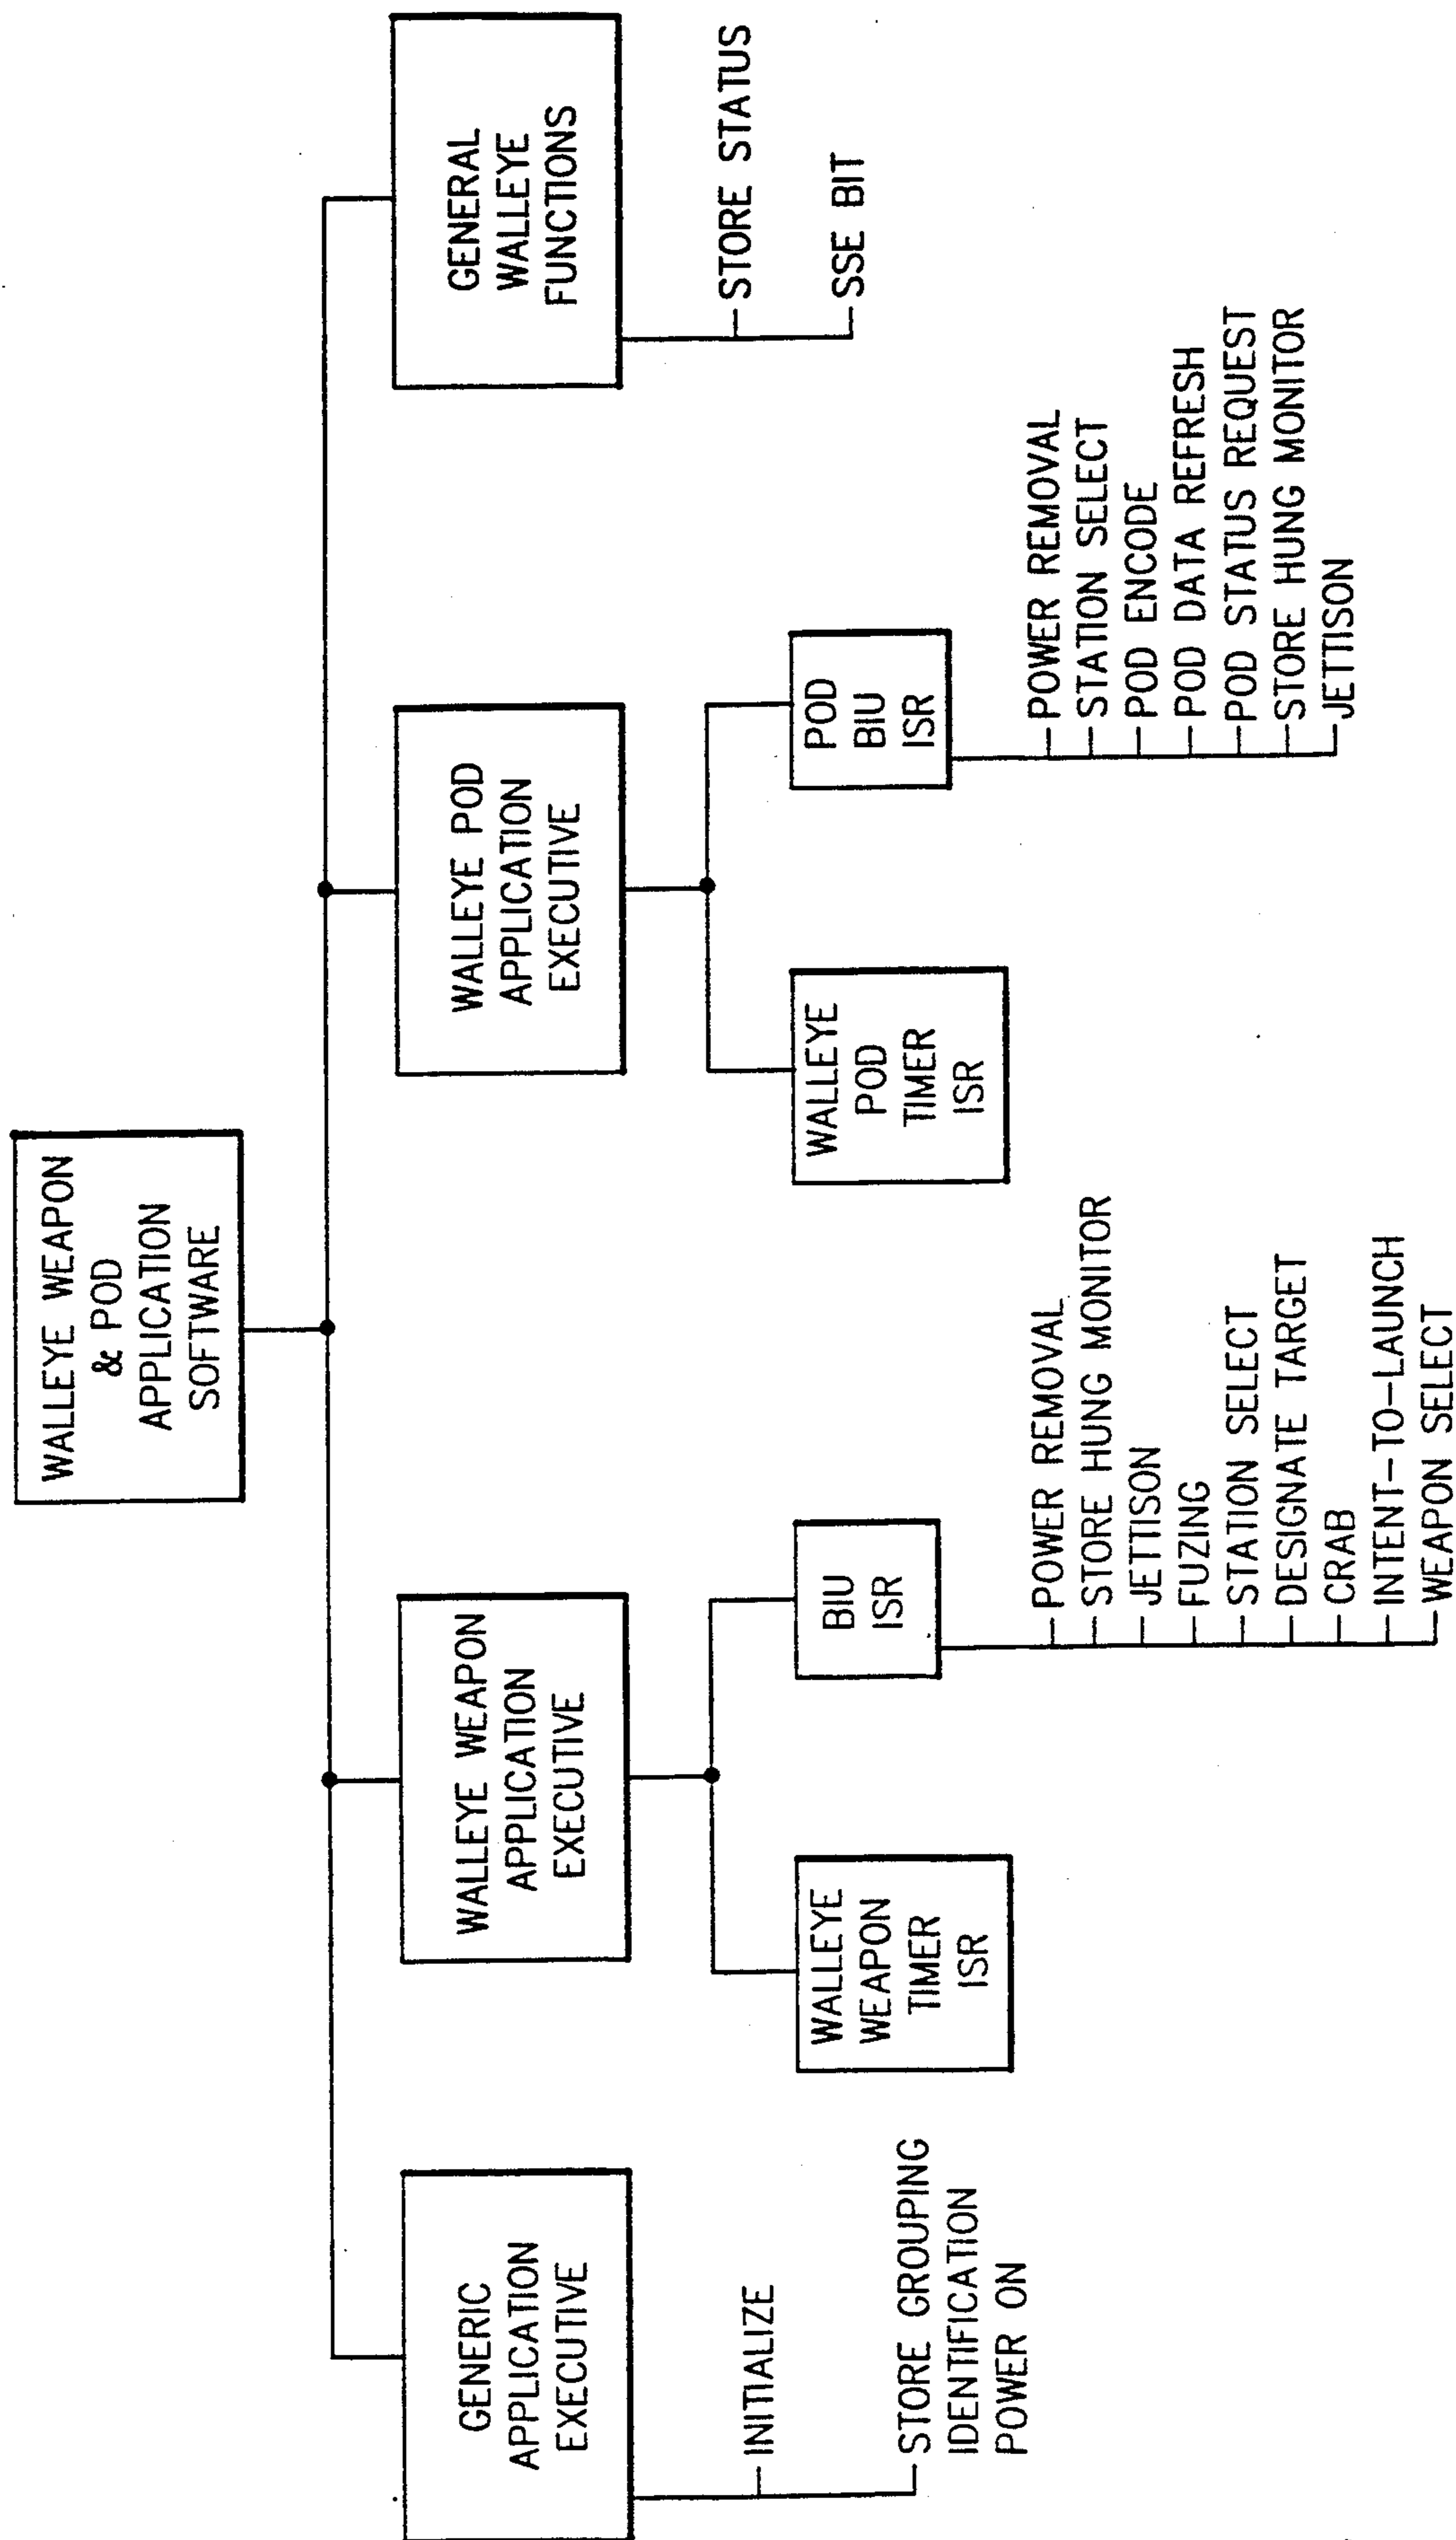 WALLEYE WEAPON
& POD
APPLICATION
SOFTWARE
GENERIC
APPLICATION
EXECUTIVE
INITIALIZE
STORE GROUPING
IDENTIFICATION
POWER ON
WALLEYE WEAPON
APPLICATION
EXECUTIVE
WALLEYE
WEAPON
TIMER
ISR
BIU
ISR
POWER REMOVAL
STORE HUNG MONITOR
JETTISON
FUZING
STATION SELECT
DESIGNATE TARGET
CRAB
INTENT-TO-LAUNCH
WEAPON SELECT
WALLEYE POD
APPLICATION
EXECUTIVE
WALLEYE
POD
TIMER
ISR
POD
BIU
ISR
POWER REMOVAL
STATION SELECT
POD ENCODE
POD DATA REFRESH
POD STATUS REQUEST
STORE HUNG MONITOR
JETTISON
GENERAL
WALLEYE
FUNCTIONS
STORE STATUS
SSE BIT